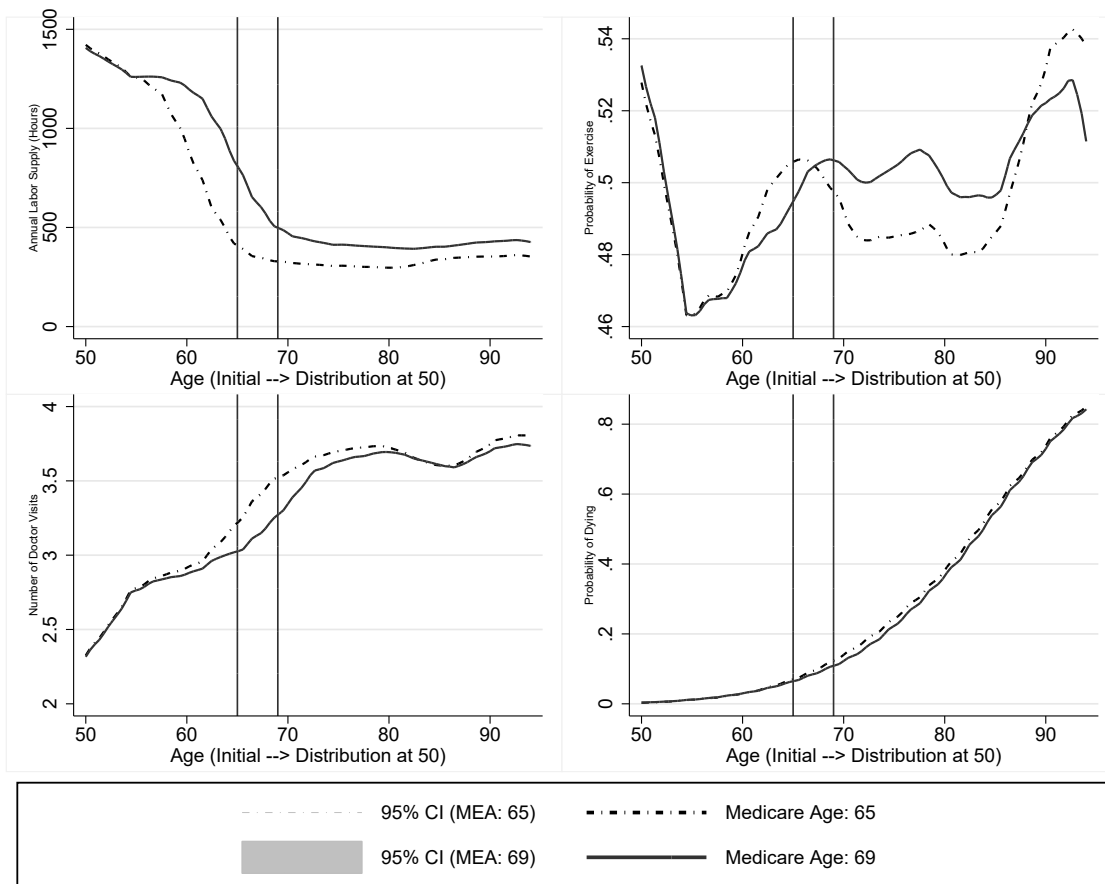 Annual Labor Supply (Hours)
0 500 1000 1500
50 60 70 80 90
Age (Initial --> Distribution at 50)
Probability of Exercise
.46 .48 .5 .52 .54
50 60 70 80 90
Age (Initial --> Distribution at 50)
Number of Doctor Visits
2 2.5 3 3.5 4
50 60 70 80 90
Age (Initial --> Distribution at 50)
Probability of Dying
0 .2 .4 .6 .8
50 60 70 80 90
Age (Initial --> Distribution at 50)
95% CI (MEA: 65) Medicare Age: 65
95% CI (MEA: 69) Medicare Age: 69